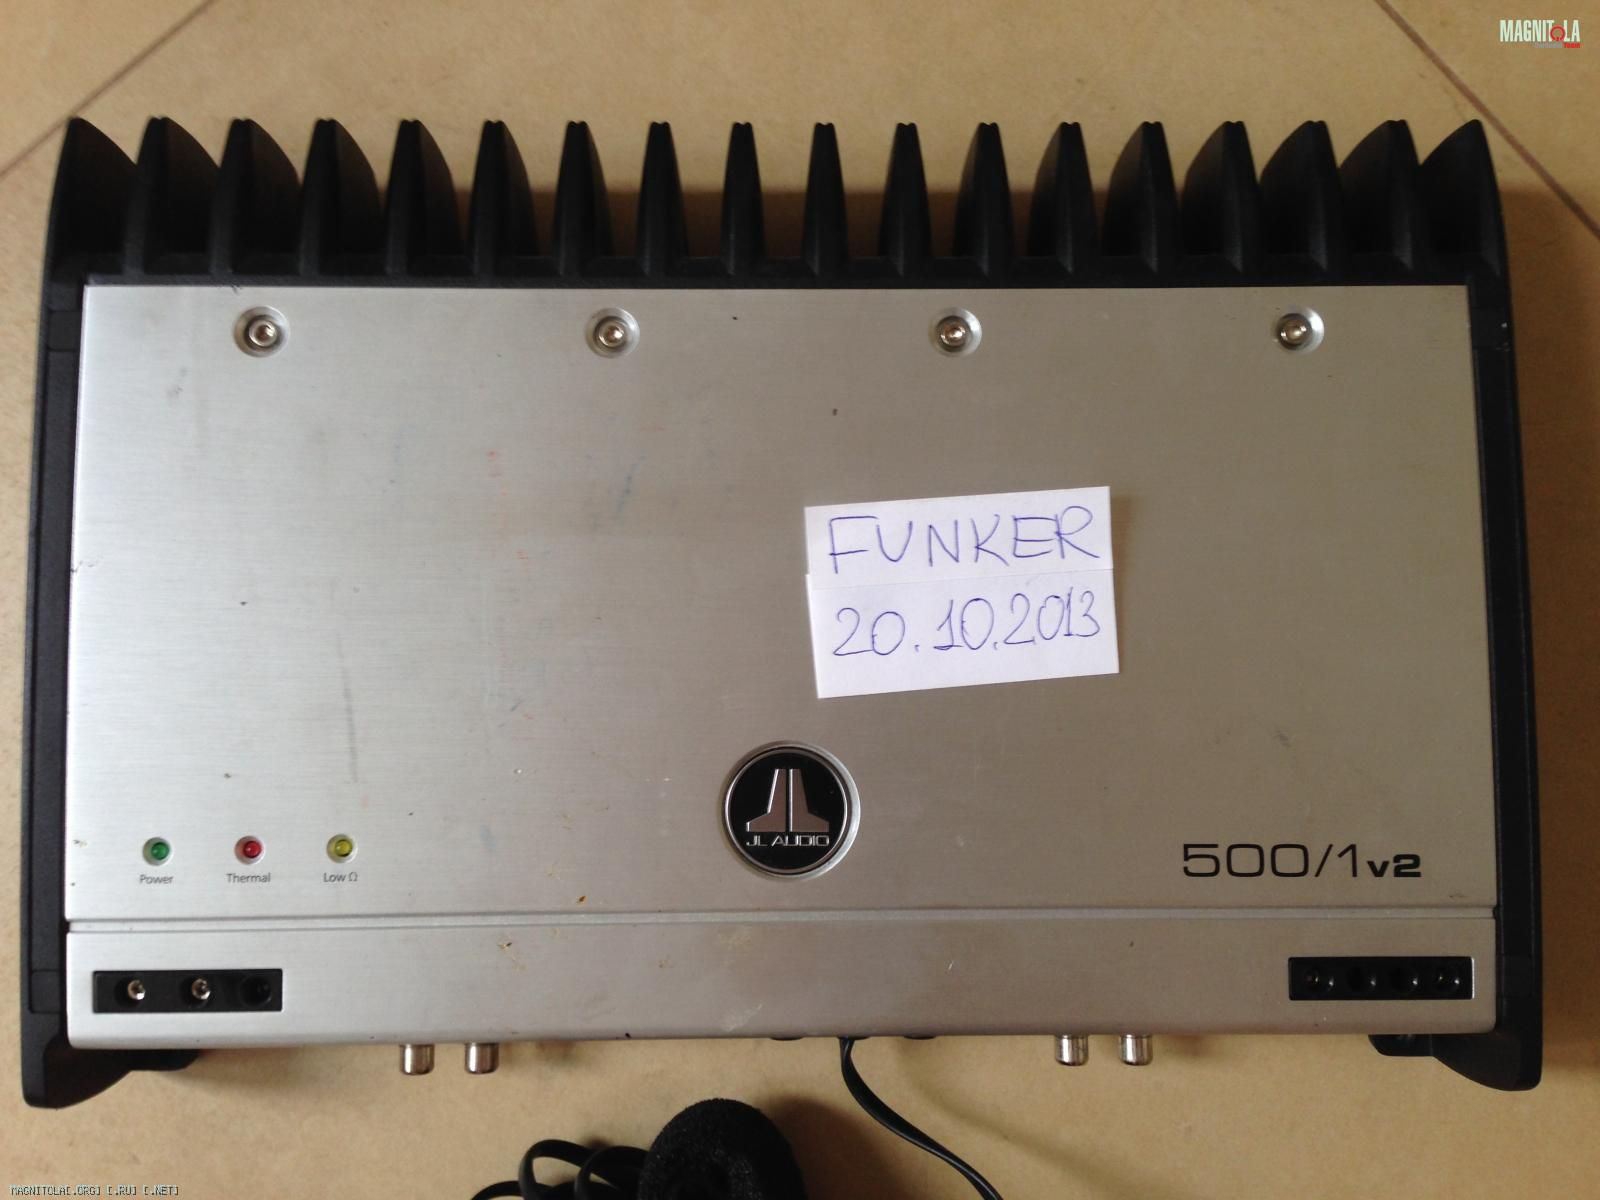 MAGNITOLA
FUNKER
20.10.2013
JL AUDIO
500/1v2
Power
Thermal
Low Ω
MAGNITOLA[.ORG] [.RU] [.NET]